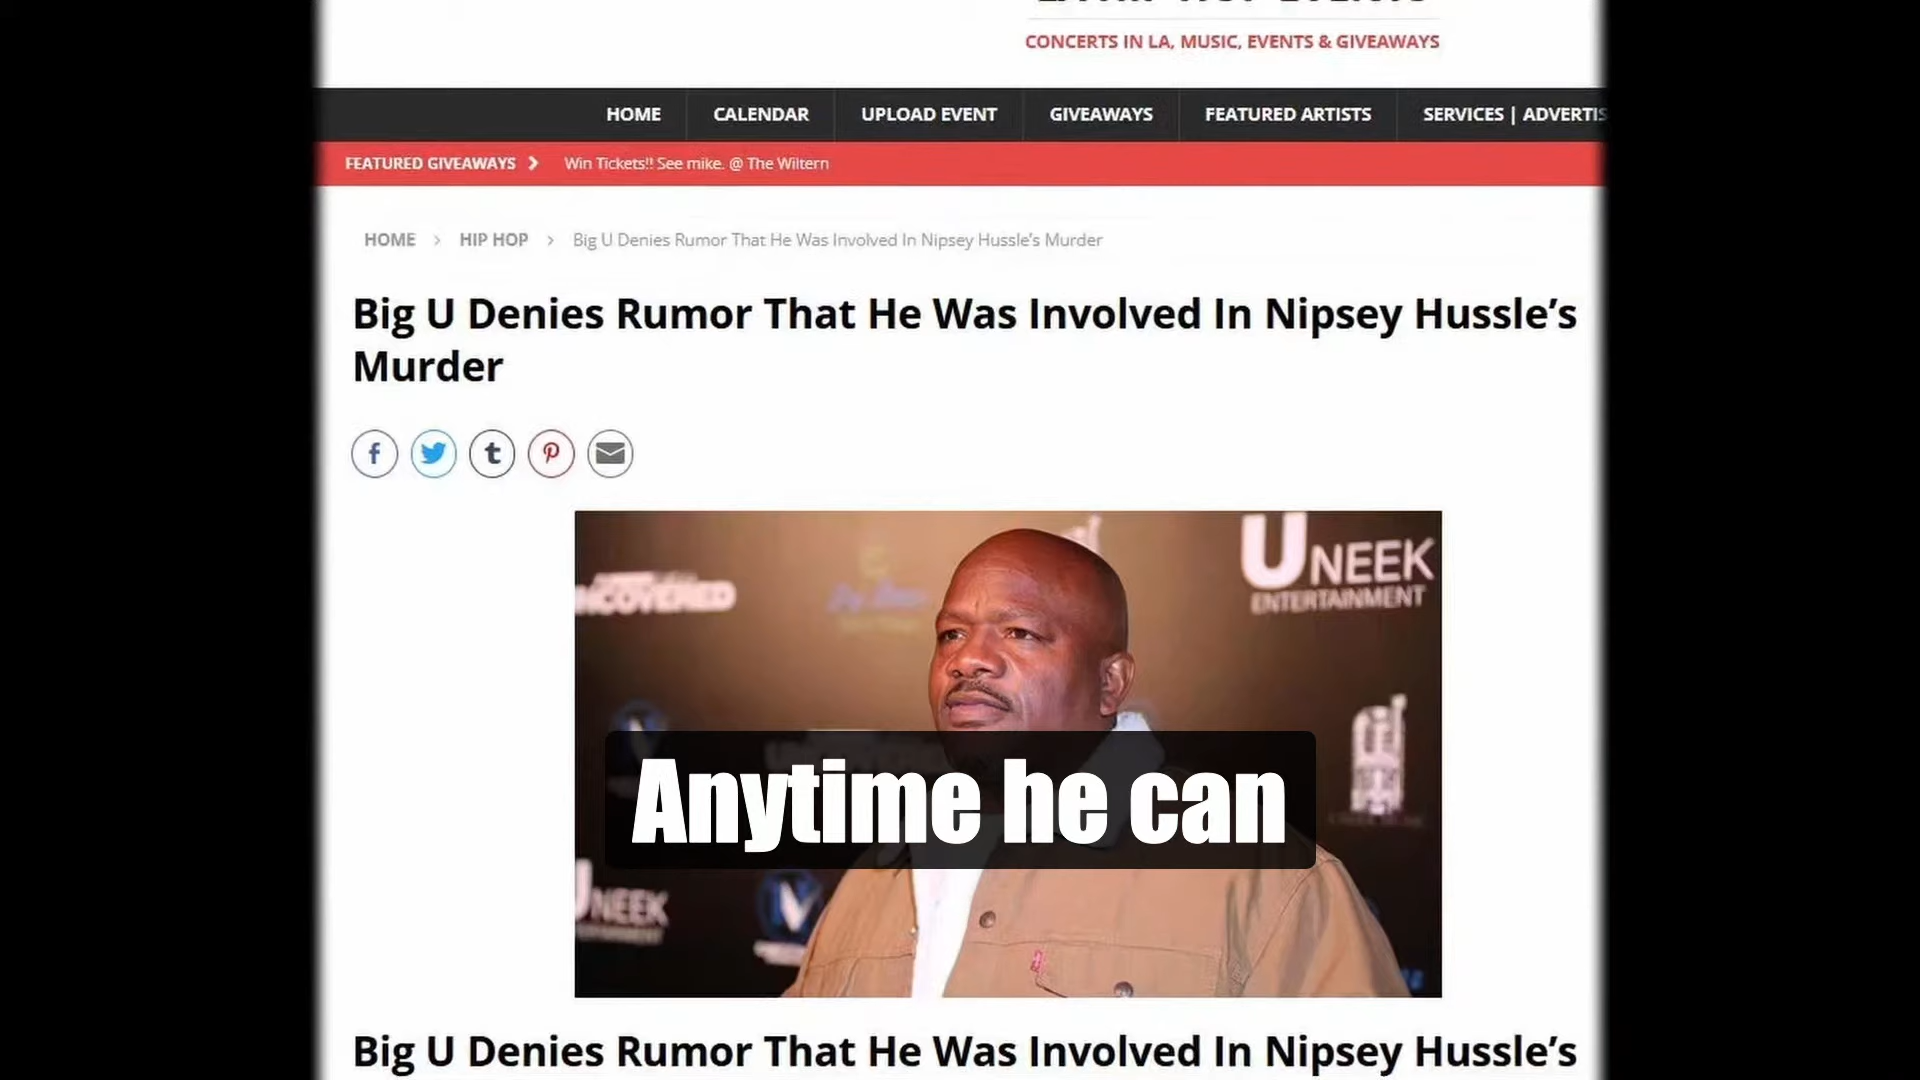 CONCERTS IN LA, MUSIC, EVENTS & GIVEAWAYS
HOME CALENDAR UPLOAD EVENT GIVEAWAYS FEATURED ARTISTS SERVICES | ADVERTIS
FEATURED GIVEAWAYS Win Tickets!! See mike. @ The Wiltern
HOME > HIP HOP > Big U Denies Rumor That He Was Involved In Nipsey Hussle’s Murder
Big U Denies Rumor That He Was Involved In Nipsey Hussle’s
Murder
UNEEK
ENTERTAINMENT
NCOVERED
Anytime he can
UNEEK
Big U Denies Rumor That He Was Involved In Nipsey Hussle’s